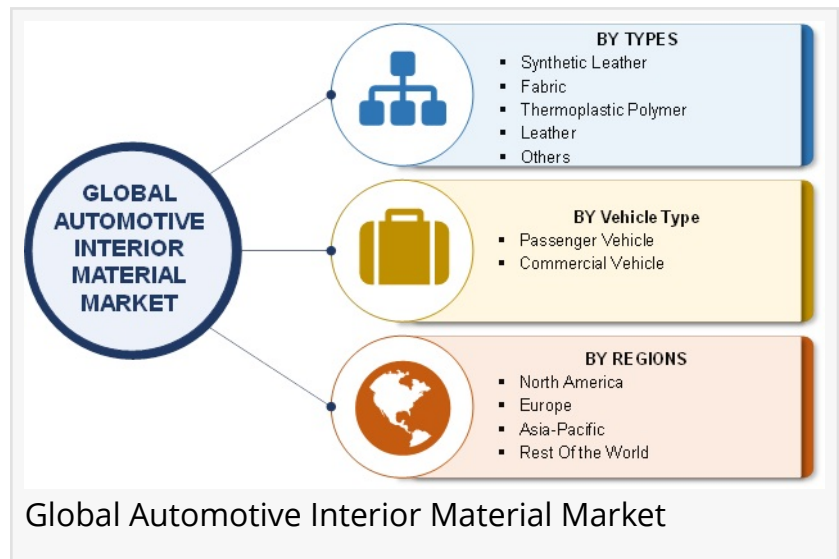 GLOBAL
AUTOMOTIVE
INTERIOR
MATERIAL
MARKET
BY TYPES
▪ Synthetic Leather
▪ Fabric
▪ Thermoplastic Polymer
▪ Leather
▪ Others
BY Vehicle Type
▪ Passenger Vehicle
▪ Commercial Vehicle
BY REGIONS
▪ North America
▪ Europe
▪ Asia-Pacific
▪ Rest Of the World
Global Automotive Interior Material Market